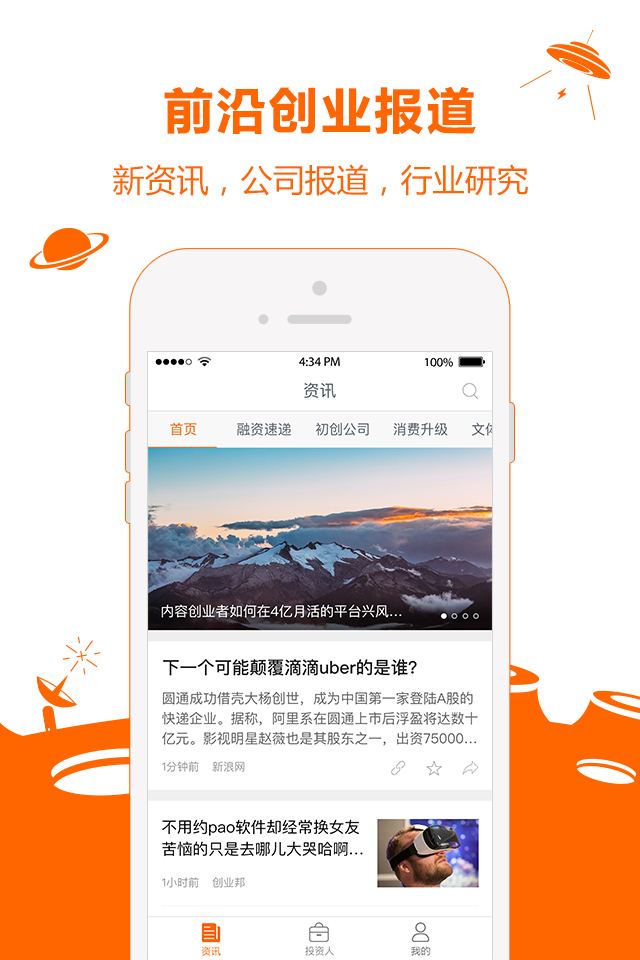 前沿创业报道
新资讯，公司报道，行业研究
4:34 PM
100%
资讯
首页 融资速递 初创公司 消费升级 文体
内容创业者如何在4亿月活的平台兴风...
下一个可能颠覆滴滴uber的是谁?
圆通成功借壳大杨创世，成为中国第一家登陆A股的
快递企业。据称，阿里系在圆通上市后浮盈将达数十
亿元。影视明星赵薇也是其股东之一，出资75000...
1分钟前 新浪网
不用约pao软件却经常换女友
苦恼的只是去哪儿大哭哈啊...
1小时前 创业邦
资讯 投资人 我的